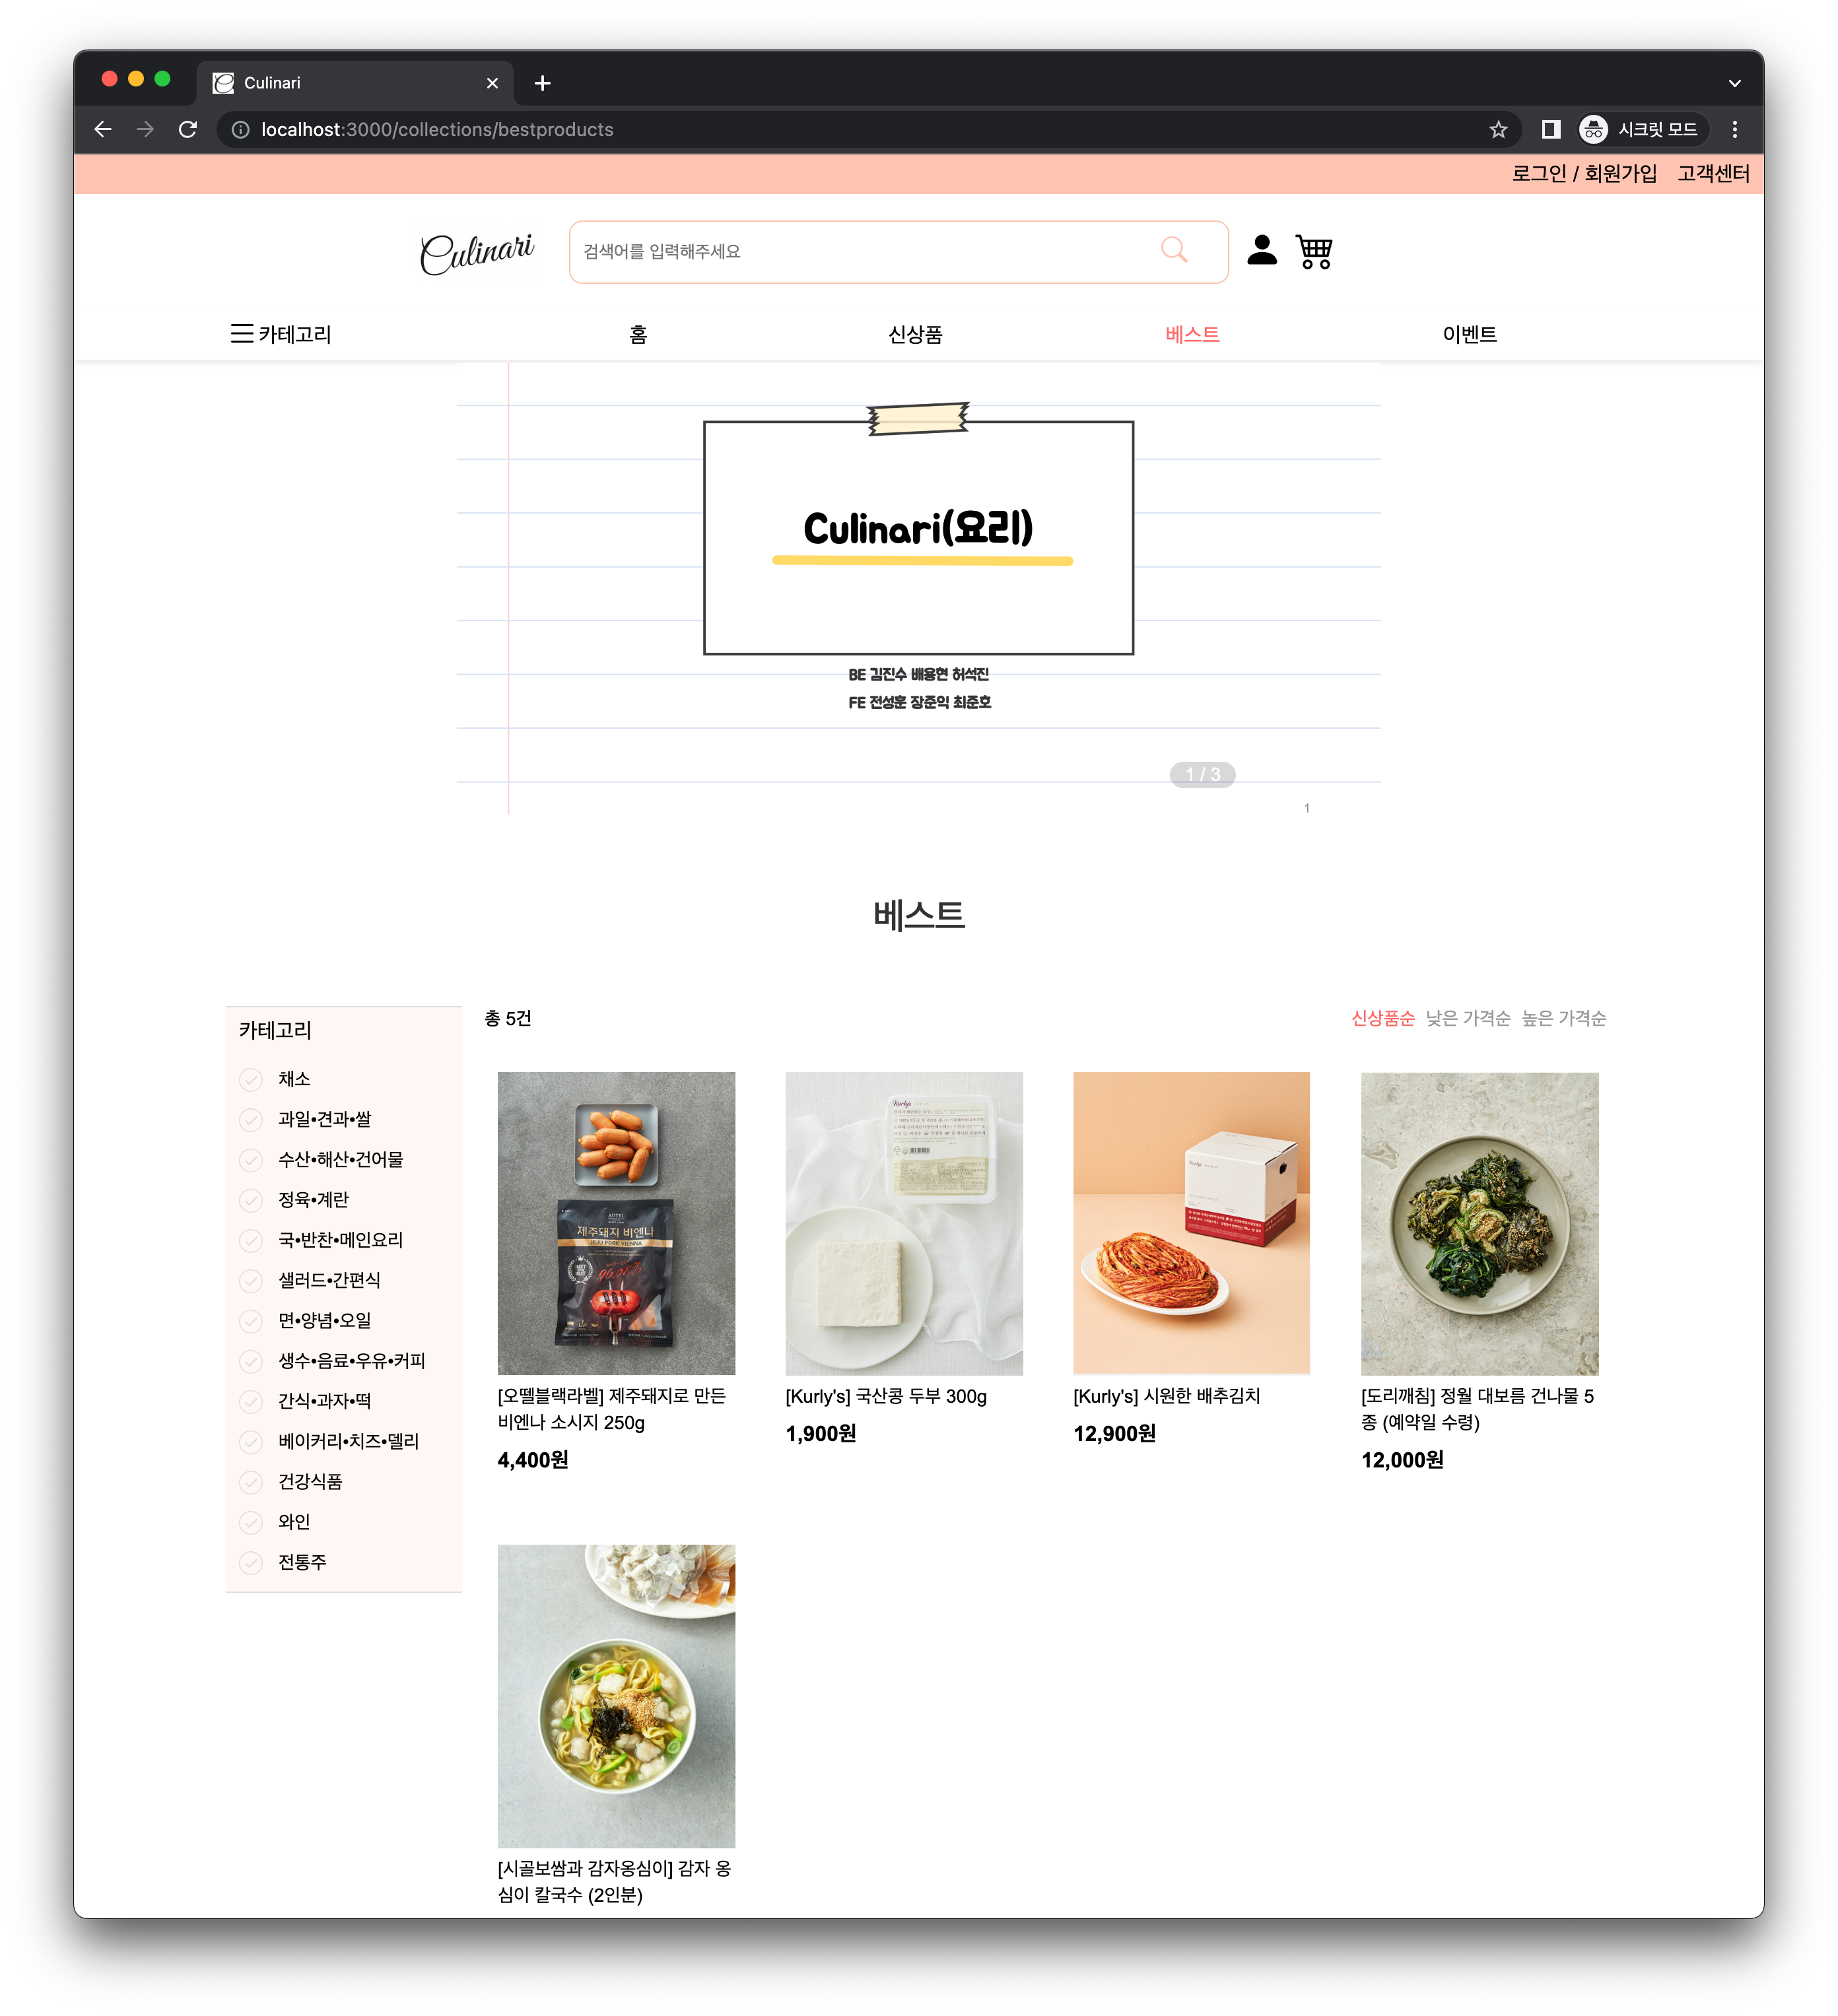 Culinari
localhost:3000/collections/bestproducts
시크릿 모드
로그인 / 회원가입 고객센터
Culinari
검색어를 입력해주세요
카테고리 홈 신상품 베스트 이벤트
Culinari(요리)
BE 김진수 배용현 허석진
FE 전성훈 장준익 최준호
1 / 3
1
베스트
카테고리
채소
과일•견과•쌀
수산•해산•건어물
정육•계란
국•반찬•메인요리
샐러드•간편식
면•양념•오일
생수•음료•우유•커피
간식•과자•떡
베이커리•치즈•델리
건강식품
와인
전통주
총 5건
신상품순 낮은 가격순 높은 가격순
제주돼지 비엔나
JEJU PORK VIENNA
Kurly's
Kurly's
[오뗄블랙라벨] 제주돼지로 만든
비엔나 소시지 250g
4,400원
[Kurly's] 국산콩 두부 300g
1,900원
[Kurly's] 시원한 배추김치
12,900원
[도리깨침] 정월 대보름 건나물 5
종 (예약일 수령)
12,000원
[시골보쌈과 감자옹심이] 감자 옹
심이 칼국수 (2인분)